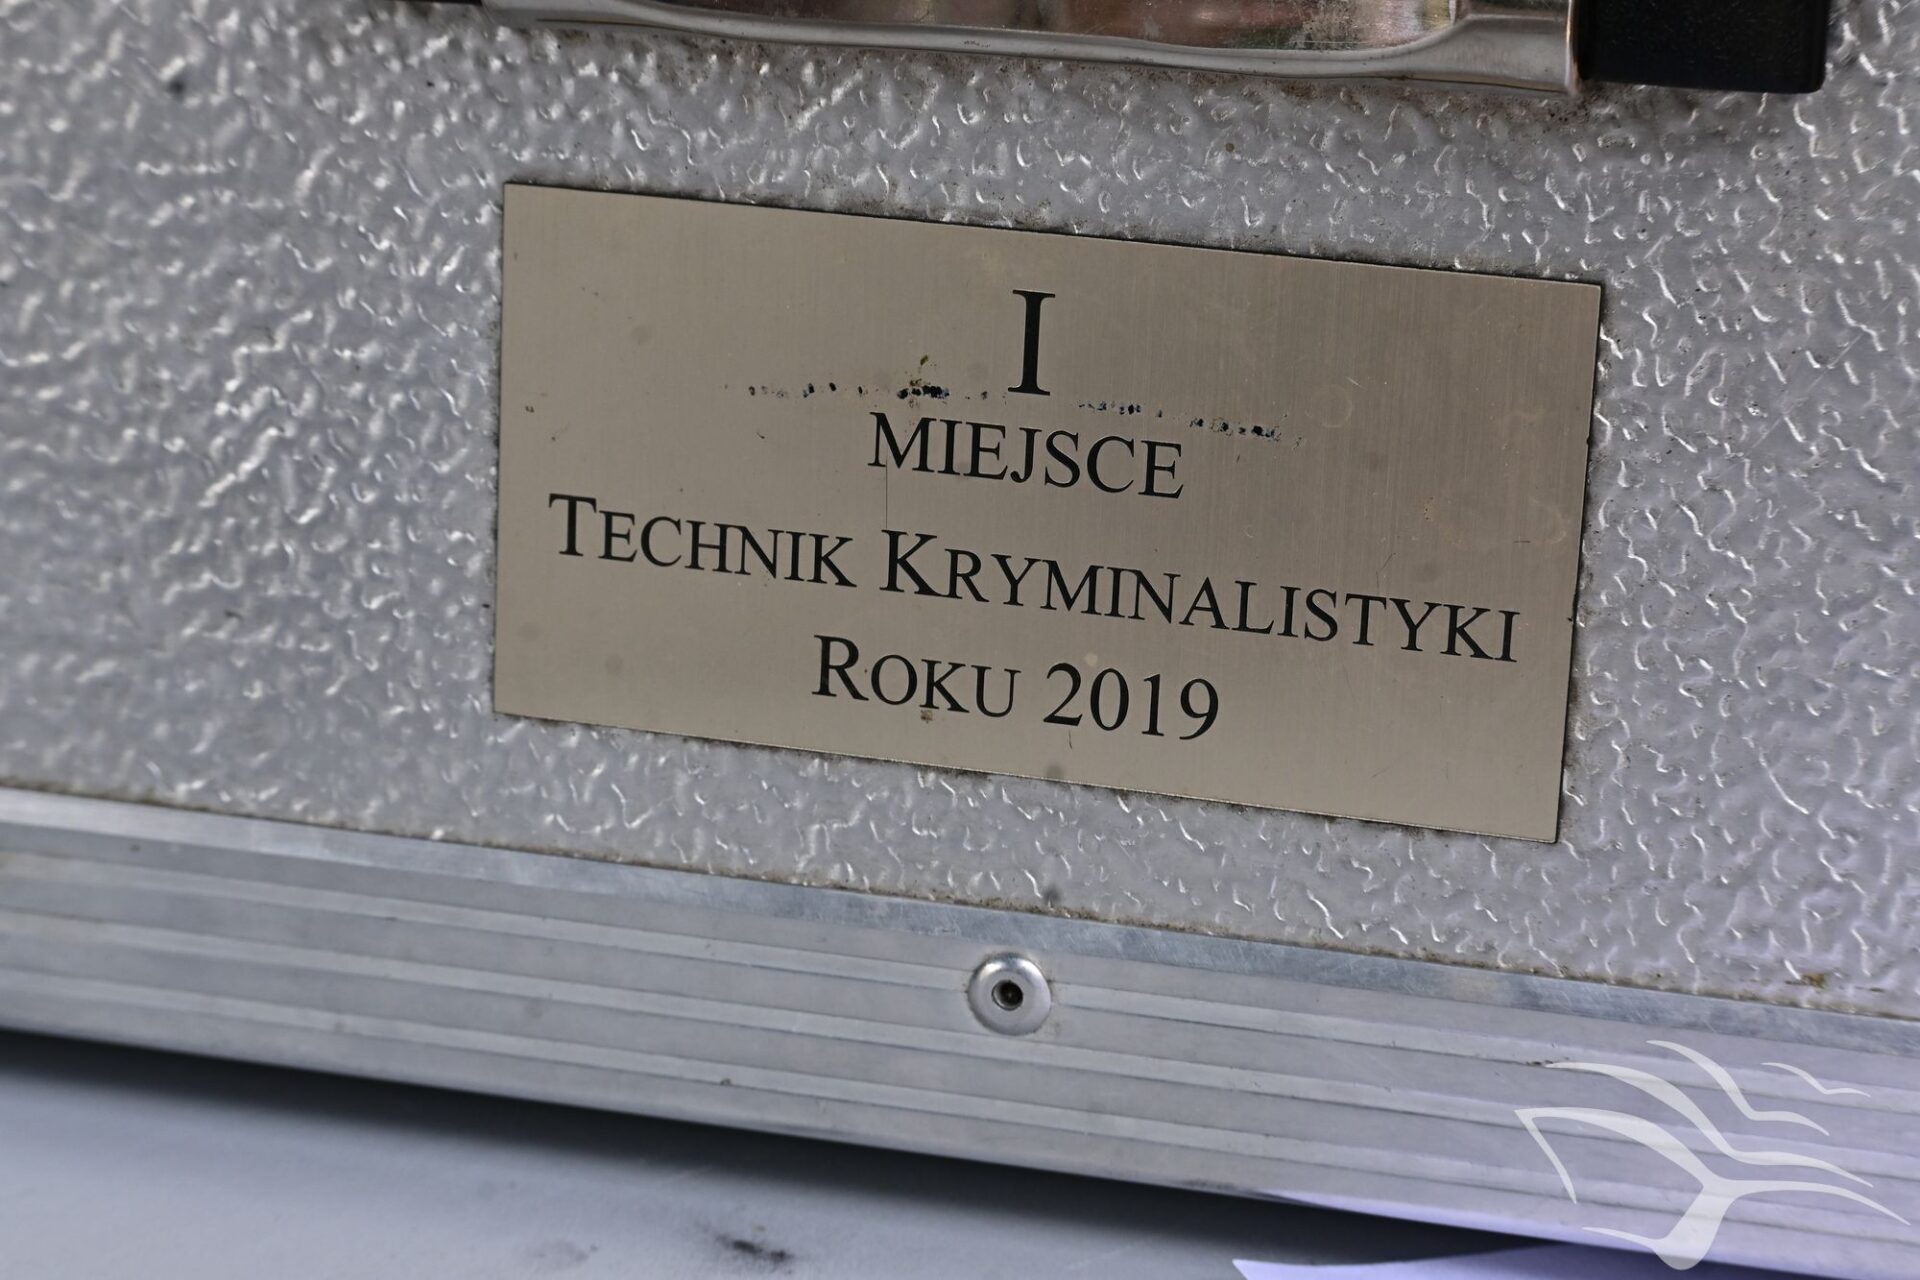 I
MIEJSCE
TECHNIK KRYMINALISTYKI
ROKU 2019